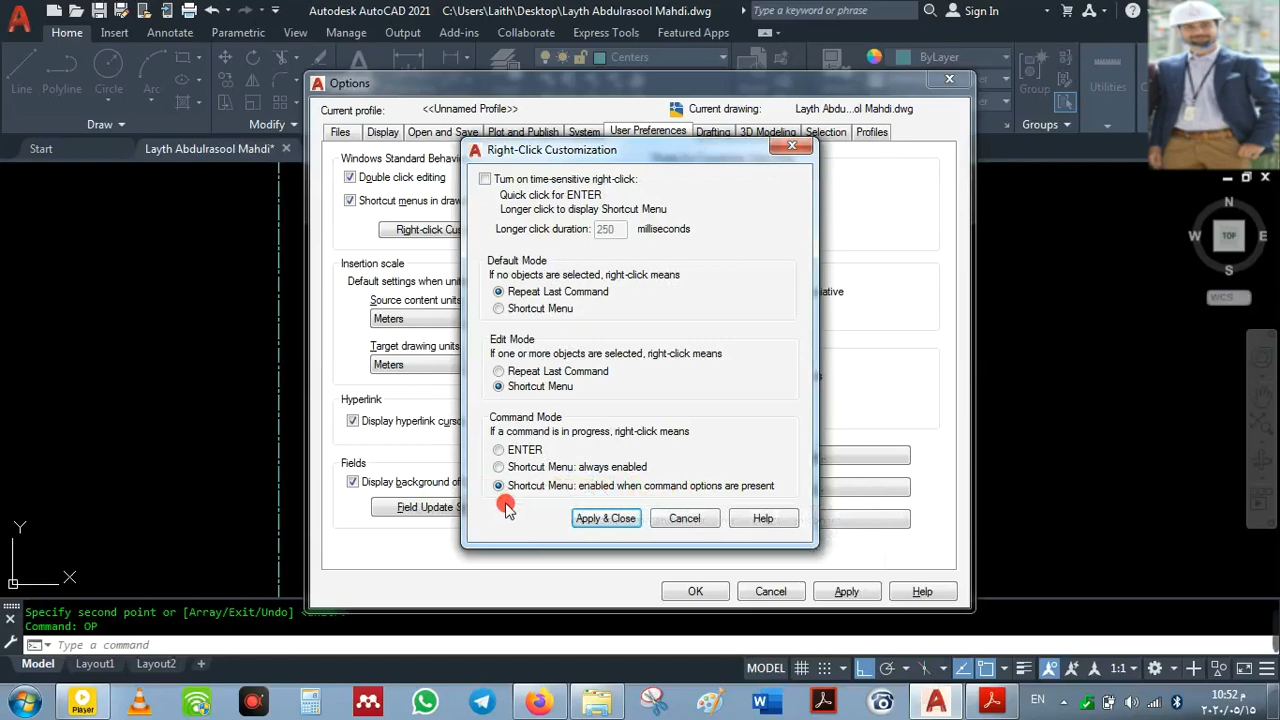 Autodesk AutoCAD 2021
C:\Users\Laith\Desktop\Layth Abdulrasool Mahdi.dwg
Type a keyword or phrase
Sign In
Home
Insert
Annotate
Parametric
View
Manage
Output
Add-ins
Collaborate
Express Tools
Featured Apps
Line
Polyline
Circle
Arc
Centers
ByLayer
Group
Utilities
Draw
Modify
Groups
Start
Layth Abdulrasool Mahdi*
Options
Current profile:
<<Unnamed Profile>>
Current drawing:
Layth Abdu...ol Mahdi.dwg
Files
Display
Open and Save
Plot and Publish
System
User Preferences
Drafting
3D Modeling
Selection
Profiles
Windows Standard Behavi
Double click editing
Shortcut menus in draw
Right-click Cus
Insertion scale
Default settings when unit
Source content units
Meters
Target drawing units
Meters
Hyperlink
Display hyperlink curso
Fields
Display background of
Field Update S
Right-Click Customization
Turn on time-sensitive right-click:
Quick click for ENTER
Longer click to display Shortcut Menu
Longer click duration: 250 milliseconds
Default Mode
If no objects are selected, right-click means
Repeat Last Command
Shortcut Menu
Edit Mode
If one or more objects are selected, right-click means
Repeat Last Command
Shortcut Menu
Command Mode
If a command is in progress, right-click means
ENTER
Shortcut Menu: always enabled
Shortcut Menu: enabled when command options are present
Apply & Close
Cancel
Help
OK
Cancel
Apply
Help
N
W
TOP
E
S
WCS
Y
X
Specify second point or [Array/Exit/Undo]
Command: OP
Type a command
Model
Layout1
Layout2
MODEL
1:1
Player
EN
10:52 م
٢٠٢٠/٠٥/١٥